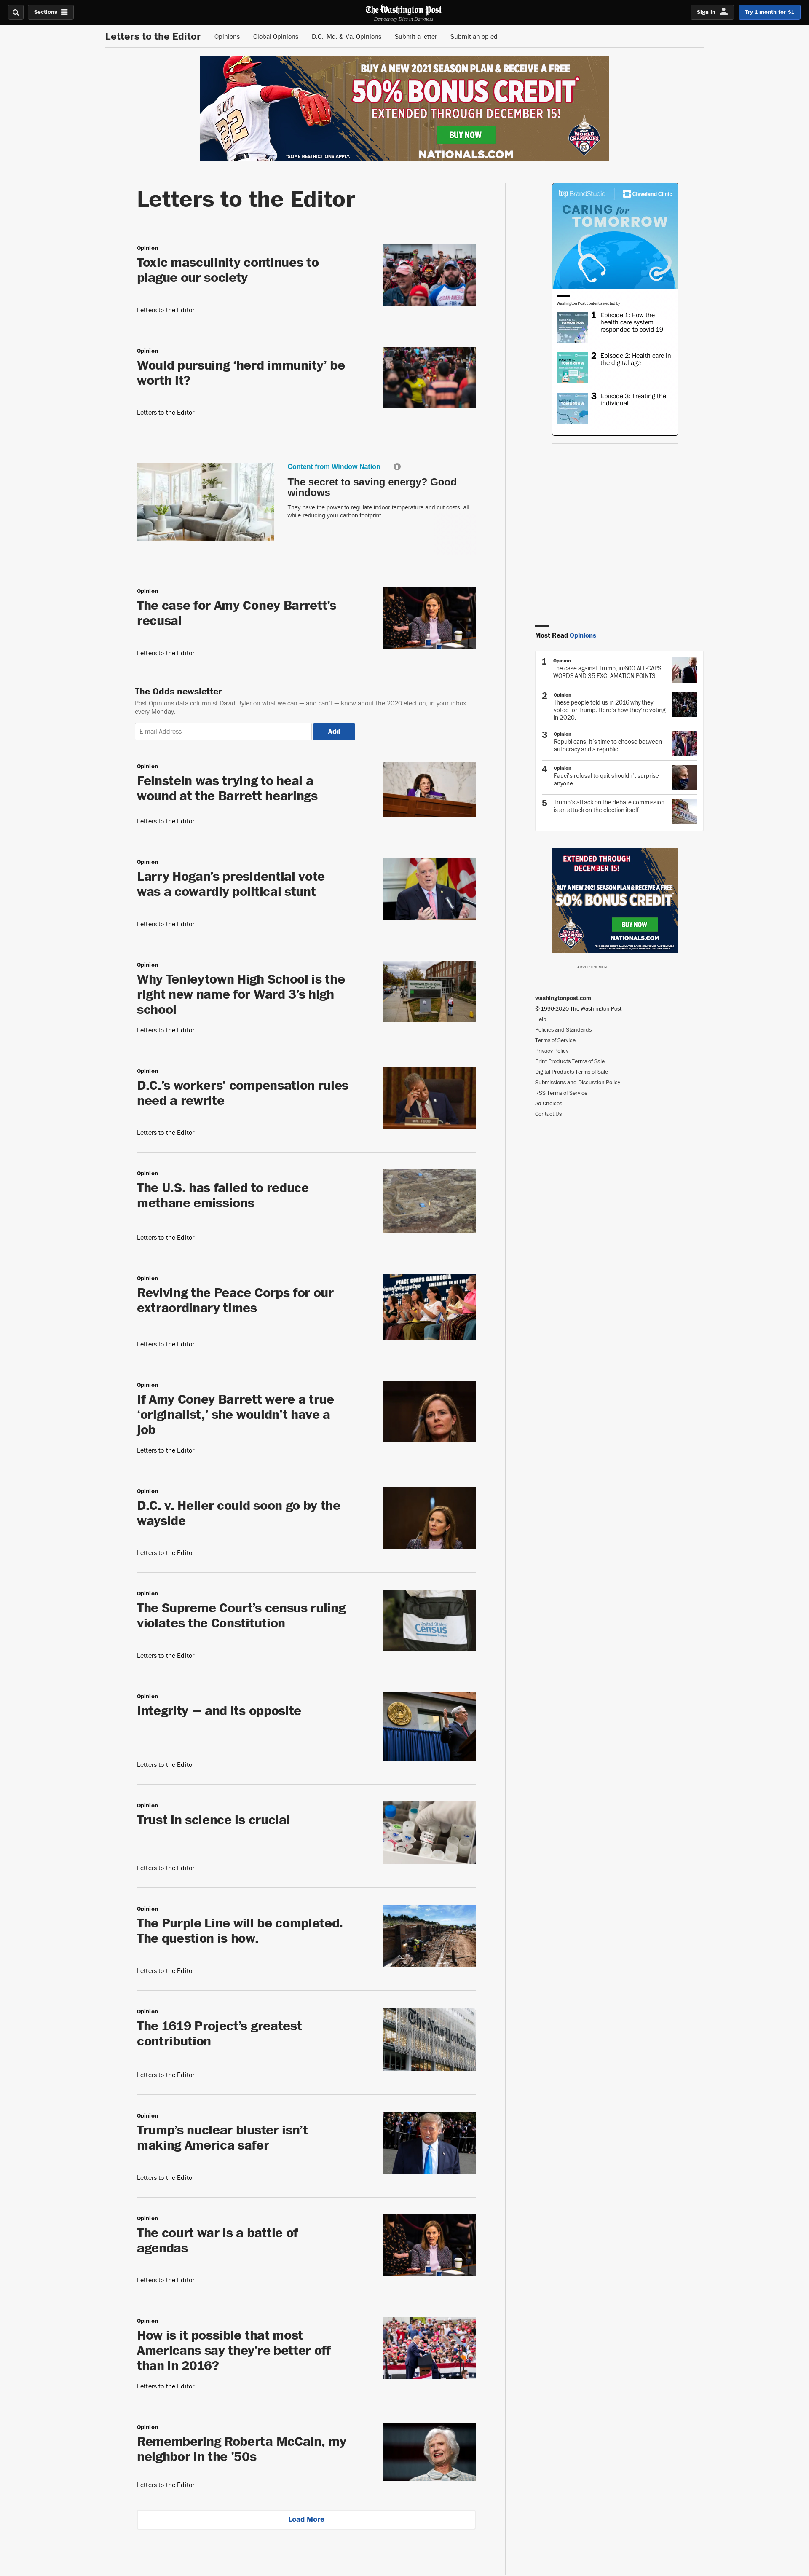 Sections
The Washington Post
Democracy Dies in Darkness
Sign In
Try 1 month for $1
Letters to the Editor
Opinions
Global Opinions
D.C., Md. & Va. Opinions
Submit a letter
Submit an op-ed
BUY A NEW 2021 SEASON PLAN & RECEIVE A FREE
50% BONUS CREDIT*
EXTENDED THROUGH DECEMBER 15!
BUY NOW
*SOME RESTRICTIONS APPLY.
NATIONALS.COM
Letters to the Editor
Opinion
Toxic masculinity continues to
plague our society
Letters to the Editor
Opinion
Would pursuing ‘herd immunity’ be
worth it?
Letters to the Editor
Content from Window Nation
The secret to saving energy? Good
windows
They have the power to regulate indoor temperature and cut costs, all
while reducing your carbon footprint.
Opinion
The case for Amy Coney Barrett’s
recusal
Letters to the Editor
The Odds newsletter
Post Opinions data columnist David Byler on what we can — and can’t — know about the 2020 election, in your inbox
every Monday.
E-mail Address
Add
Opinion
Feinstein was trying to heal a
wound at the Barrett hearings
Letters to the Editor
Opinion
Larry Hogan’s presidential vote
was a cowardly political stunt
Letters to the Editor
Opinion
Why Tenleytown High School is the
right new name for Ward 3’s high
school
Letters to the Editor
Opinion
D.C.’s workers’ compensation rules
need a rewrite
Letters to the Editor
Opinion
The U.S. has failed to reduce
methane emissions
Letters to the Editor
Opinion
Reviving the Peace Corps for our
extraordinary times
PEACE CORPS CAMBODIA
Letters to the Editor
Opinion
If Amy Coney Barrett were a true
‘originalist,’ she wouldn’t have a
job
Letters to the Editor
Opinion
D.C. v. Heller could soon go by the
wayside
Letters to the Editor
Opinion
The Supreme Court’s census ruling
violates the Constitution
United States
Census
Letters to the Editor
Opinion
Integrity — and its opposite
Letters to the Editor
Opinion
Trust in science is crucial
Letters to the Editor
Opinion
The Purple Line will be completed.
The question is how.
Letters to the Editor
Opinion
The 1619 Project’s greatest
contribution
The New York Times
Letters to the Editor
Opinion
Trump’s nuclear bluster isn’t
making America safer
Letters to the Editor
Opinion
The court war is a battle of
agendas
Letters to the Editor
Opinion
How is it possible that most
Americans say they’re better off
than in 2016?
Letters to the Editor
Opinion
Remembering Roberta McCain, my
neighbor in the ’50s
Letters to the Editor
Load More
wp BrandStudio
Cleveland Clinic
CARING for
TOMORROW
Washington Post content selected by
1 Episode 1: How the
health care system
responded to covid-19
2 Episode 2: Health care in
the digital age
3 Episode 3: Treating the
individual
Most Read Opinions
1 Opinion
The case against Trump, in 600 ALL-CAPS
WORDS AND 35 EXCLAMATION POINTS!
2 Opinion
These people told us in 2016 why they
voted for Trump. Here’s how they’re voting
in 2020.
3 Opinion
Republicans, it’s time to choose between
autocracy and a republic
4 Opinion
Fauci’s refusal to quit shouldn’t surprise
anyone
5 Trump’s attack on the debate commission
is an attack on the election itself
EXTENDED THROUGH
DECEMBER 15!
BUY A NEW 2021 SEASON PLAN & RECEIVE A FREE
50% BONUS CREDIT*
BUY NOW
NATIONALS.COM
ADVERTISEMENT
washingtonpost.com
© 1996-2020 The Washington Post
Help
Policies and Standards
Terms of Service
Privacy Policy
Print Products Terms of Sale
Digital Products Terms of Sale
Submissions and Discussion Policy
RSS Terms of Service
Ad Choices
Contact Us